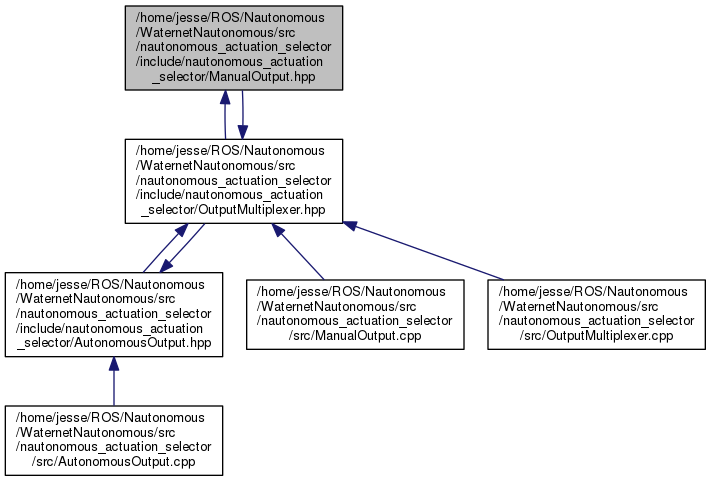 /home/jesse/ROS/Nautonomous
/WaternetNautonomous/src
/nautonomous_actuation_selector
/include/nautonomous_actuation
_selector/ManualOutput.hpp
/home/jesse/ROS/Nautonomous
/WaternetNautonomous/src
/nautonomous_actuation_selector
/include/nautonomous_actuation
_selector/OutputMultiplexer.hpp
/home/jesse/ROS/Nautonomous
/WaternetNautonomous/src
/nautonomous_actuation_selector
/include/nautonomous_actuation
_selector/AutonomousOutput.hpp
/home/jesse/ROS/Nautonomous
/WaternetNautonomous/src
/nautonomous_actuation_selector
/src/ManualOutput.cpp
/home/jesse/ROS/Nautonomous
/WaternetNautonomous/src
/nautonomous_actuation_selector
/src/OutputMultiplexer.cpp
/home/jesse/ROS/Nautonomous
/WaternetNautonomous/src
/nautonomous_actuation_selector
/src/AutonomousOutput.cpp